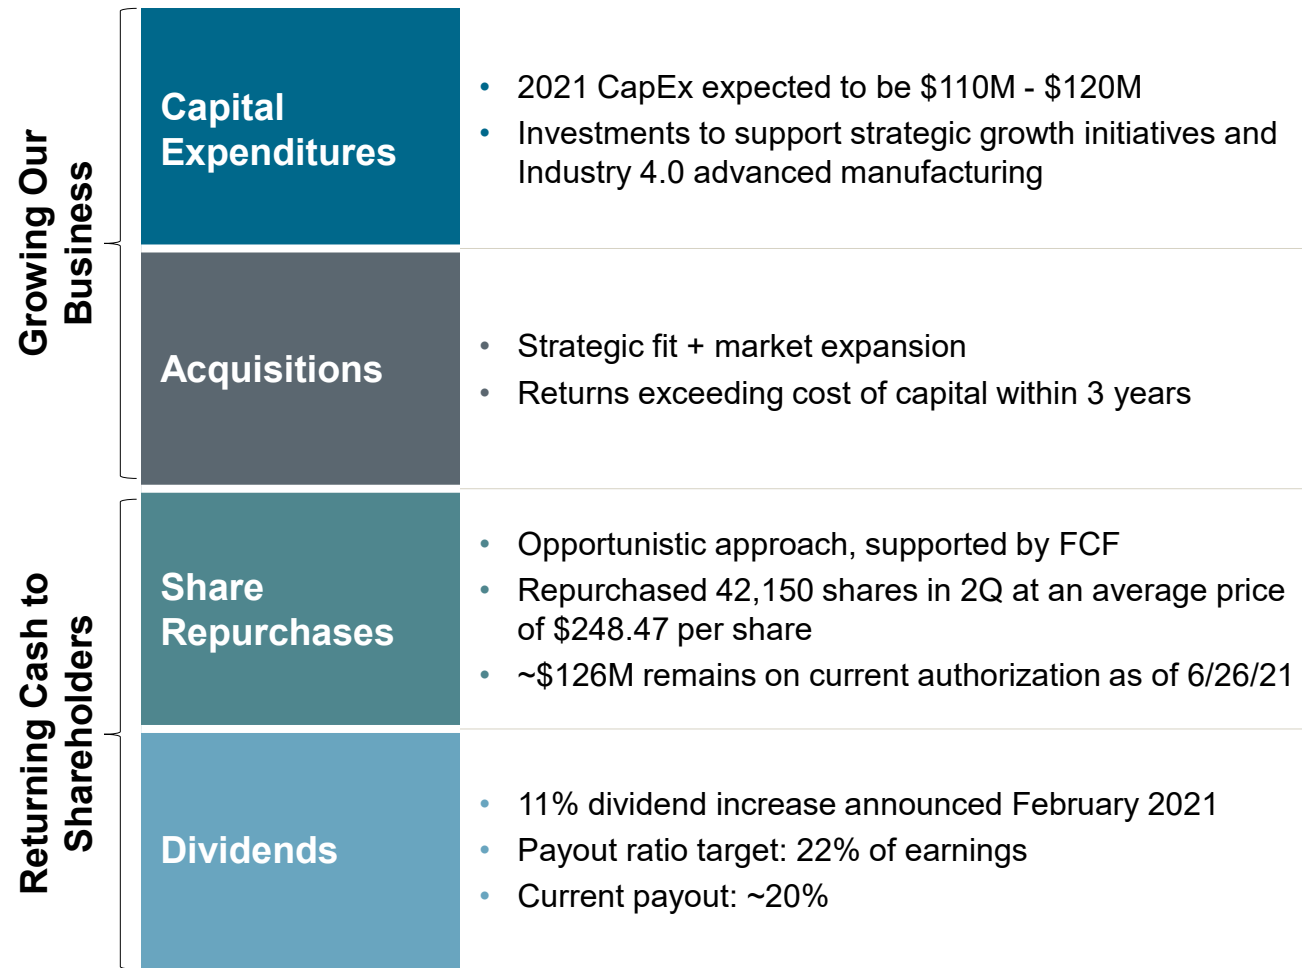 Growing Our
Business
Capital
Expenditures
• 2021 CapEx expected to be $110M - $120M
• Investments to support strategic growth initiatives and
Industry 4.0 advanced manufacturing
Acquisitions
• Strategic fit + market expansion
• Returns exceeding cost of capital within 3 years
Returning Cash to
Shareholders
Share
Repurchases
• Opportunistic approach, supported by FCF
• Repurchased 42,150 shares in 2Q at an average price
of $248.47 per share
• ~$126M remains on current authorization as of 6/26/21
Dividends
• 11% dividend increase announced February 2021
• Payout ratio target: 22% of earnings
• Current payout: ~20%